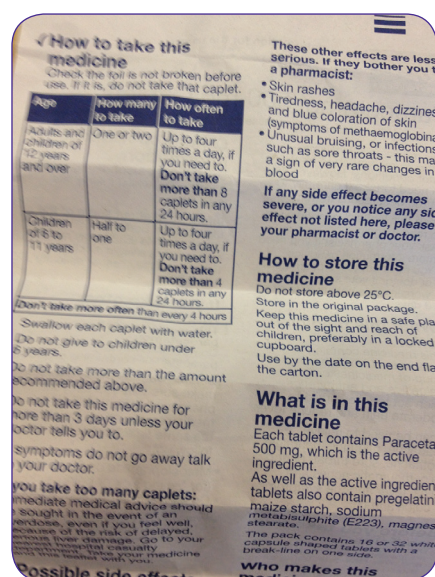 ✓How to take this
medicine
Check the foil is not broken before
use. If it is, do not take that caplet.
Age
How many
to take
How often
to take
Adults and
children of
12 years
and over
One or two
Up to four
times a day, if
you need to.
Don't take
more than 8
caplets in any
24 hours.
Children
of 6 to
11 years
Half to
one
Up to four
times a day, if
you need to.
Don't take
more than 4
caplets in any
24 hours.
Don't take more often than every 4 hours
Swallow each caplet with water.
Do not give to children under
6 years.
Do not take more than the amount
recommended above.
Do not take this medicine for
more than 3 days unless your
doctor tells you to.
symptoms do not go away talk
your doctor.
you take too many caplets:
mediate medical advice should
sought in the event of an
verdose, even if you feel well,
because of the risk of delayed,
serious liver damage. Go to your
casualty
Take your medicine
with you.
Possible side effects
These other effects are less
serious. If they bother you t
a pharmacist:
• Skin rashes
• Tiredness, headache, dizzines
and blue coloration of skin
(symptoms of methaemoglobina
• Unusual bruising, or infections
such as sore throats - this ma
a sign of very rare changes in
blood
If any side effect becomes
severe, or you notice any sid
effect not listed here, please
your pharmacist or doctor.
How to store this
medicine
Do not store above 25°C.
Store in the original package.
Keep this medicine in a safe pla
out of the sight and reach of
children, preferably in a locked
cupboard.
Use by the date on the end fla
the carton.
What is in this
medicine
Each tablet contains Paraceta
500 mg, which is the active
ingredient.
As well as the active ingredien
tablets also contain pregelatin
maize starch, sodium
metabisulphite (E223), magnes
stearate.
The pack contains 16 or 32 whit
capsule shaped tablets with a
break-line on one side.
Who makes this
medicine